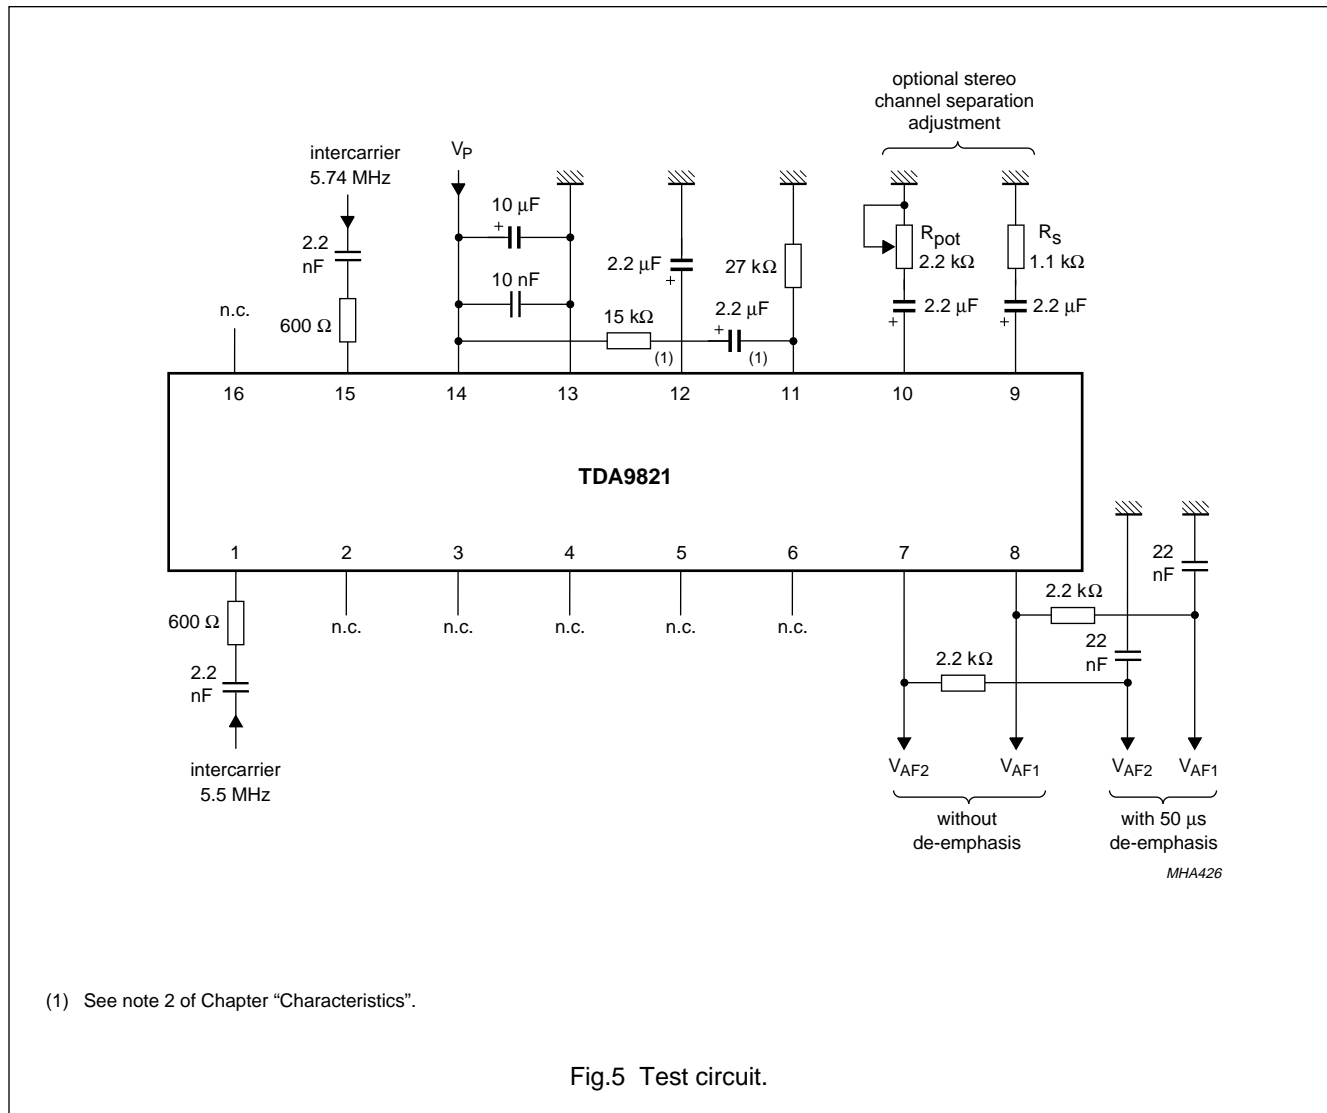 optional stereo
channel separation
adjustment
intercarrier
5.74 MHz
VP
10 μF
+
2.2
nF
10 nF
2.2 μF
+
27 kΩ
Rpot
2.2 kΩ
RS
1.1 kΩ
2.2 μF
+
2.2 μF
+
n.c.
600 Ω
15 kΩ
(1)
2.2 μF
+
(1)
16 15 14 13 12 11 10 9
TDA9821
1 2 3 4 5 6 7 8
22
nF
600 Ω
n.c. n.c. n.c. n.c. n.c.
2.2 kΩ
2.2
nF
2.2 kΩ
22
nF
intercarrier
5.5 MHz
VAF2 VAF1 VAF2 VAF1
without
de-emphasis
with 50 μs
de-emphasis
MHA426
(1) See note 2 of Chapter “Characteristics”.
Fig.5 Test circuit.